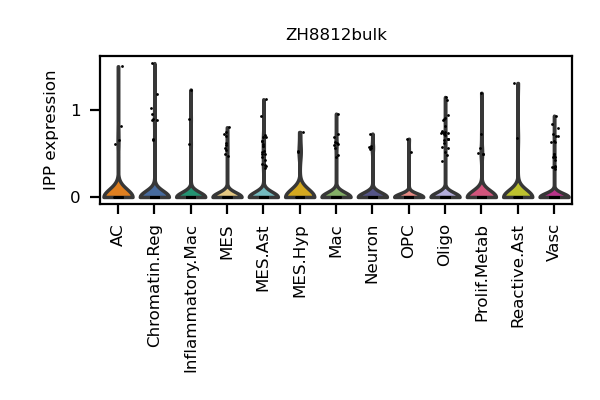 ZH8812bulk
IPP expression
1
0
AC
Chromatin.Reg
Inflammatory.Mac
MES
MES.Ast
MES.Hyp
Mac
Neuron
OPC
Oligo
Prolif.Metab
Reactive.Ast
Vasc